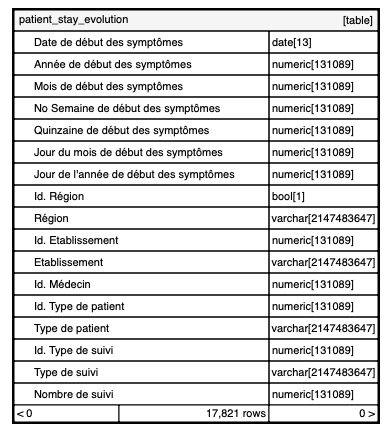 patient_stay_evolution [table]
Date de début des symptômes date[13]
Année de début des symptômes numeric[131089]
Mois de début des symptômes numeric[131089]
No Semaine de début des symptômes numeric[131089]
Quinzaine de début des symptômes numeric[131089]
Jour du mois de début des symptômes numeric[131089]
Jour de l'année de début des symptômes numeric[131089]
Id. Région bool[1]
Région varchar[2147483647]
Id. Etablissement numeric[131089]
Etablissement varchar[2147483647]
Id. Médecin numeric[131089]
Id. Type de patient numeric[131089]
Type de patient varchar[2147483647]
Id. Type de suivi numeric[131089]
Type de suivi varchar[2147483647]
Nombre de suivi numeric[131089]
< 0 17,821 rows 0 >